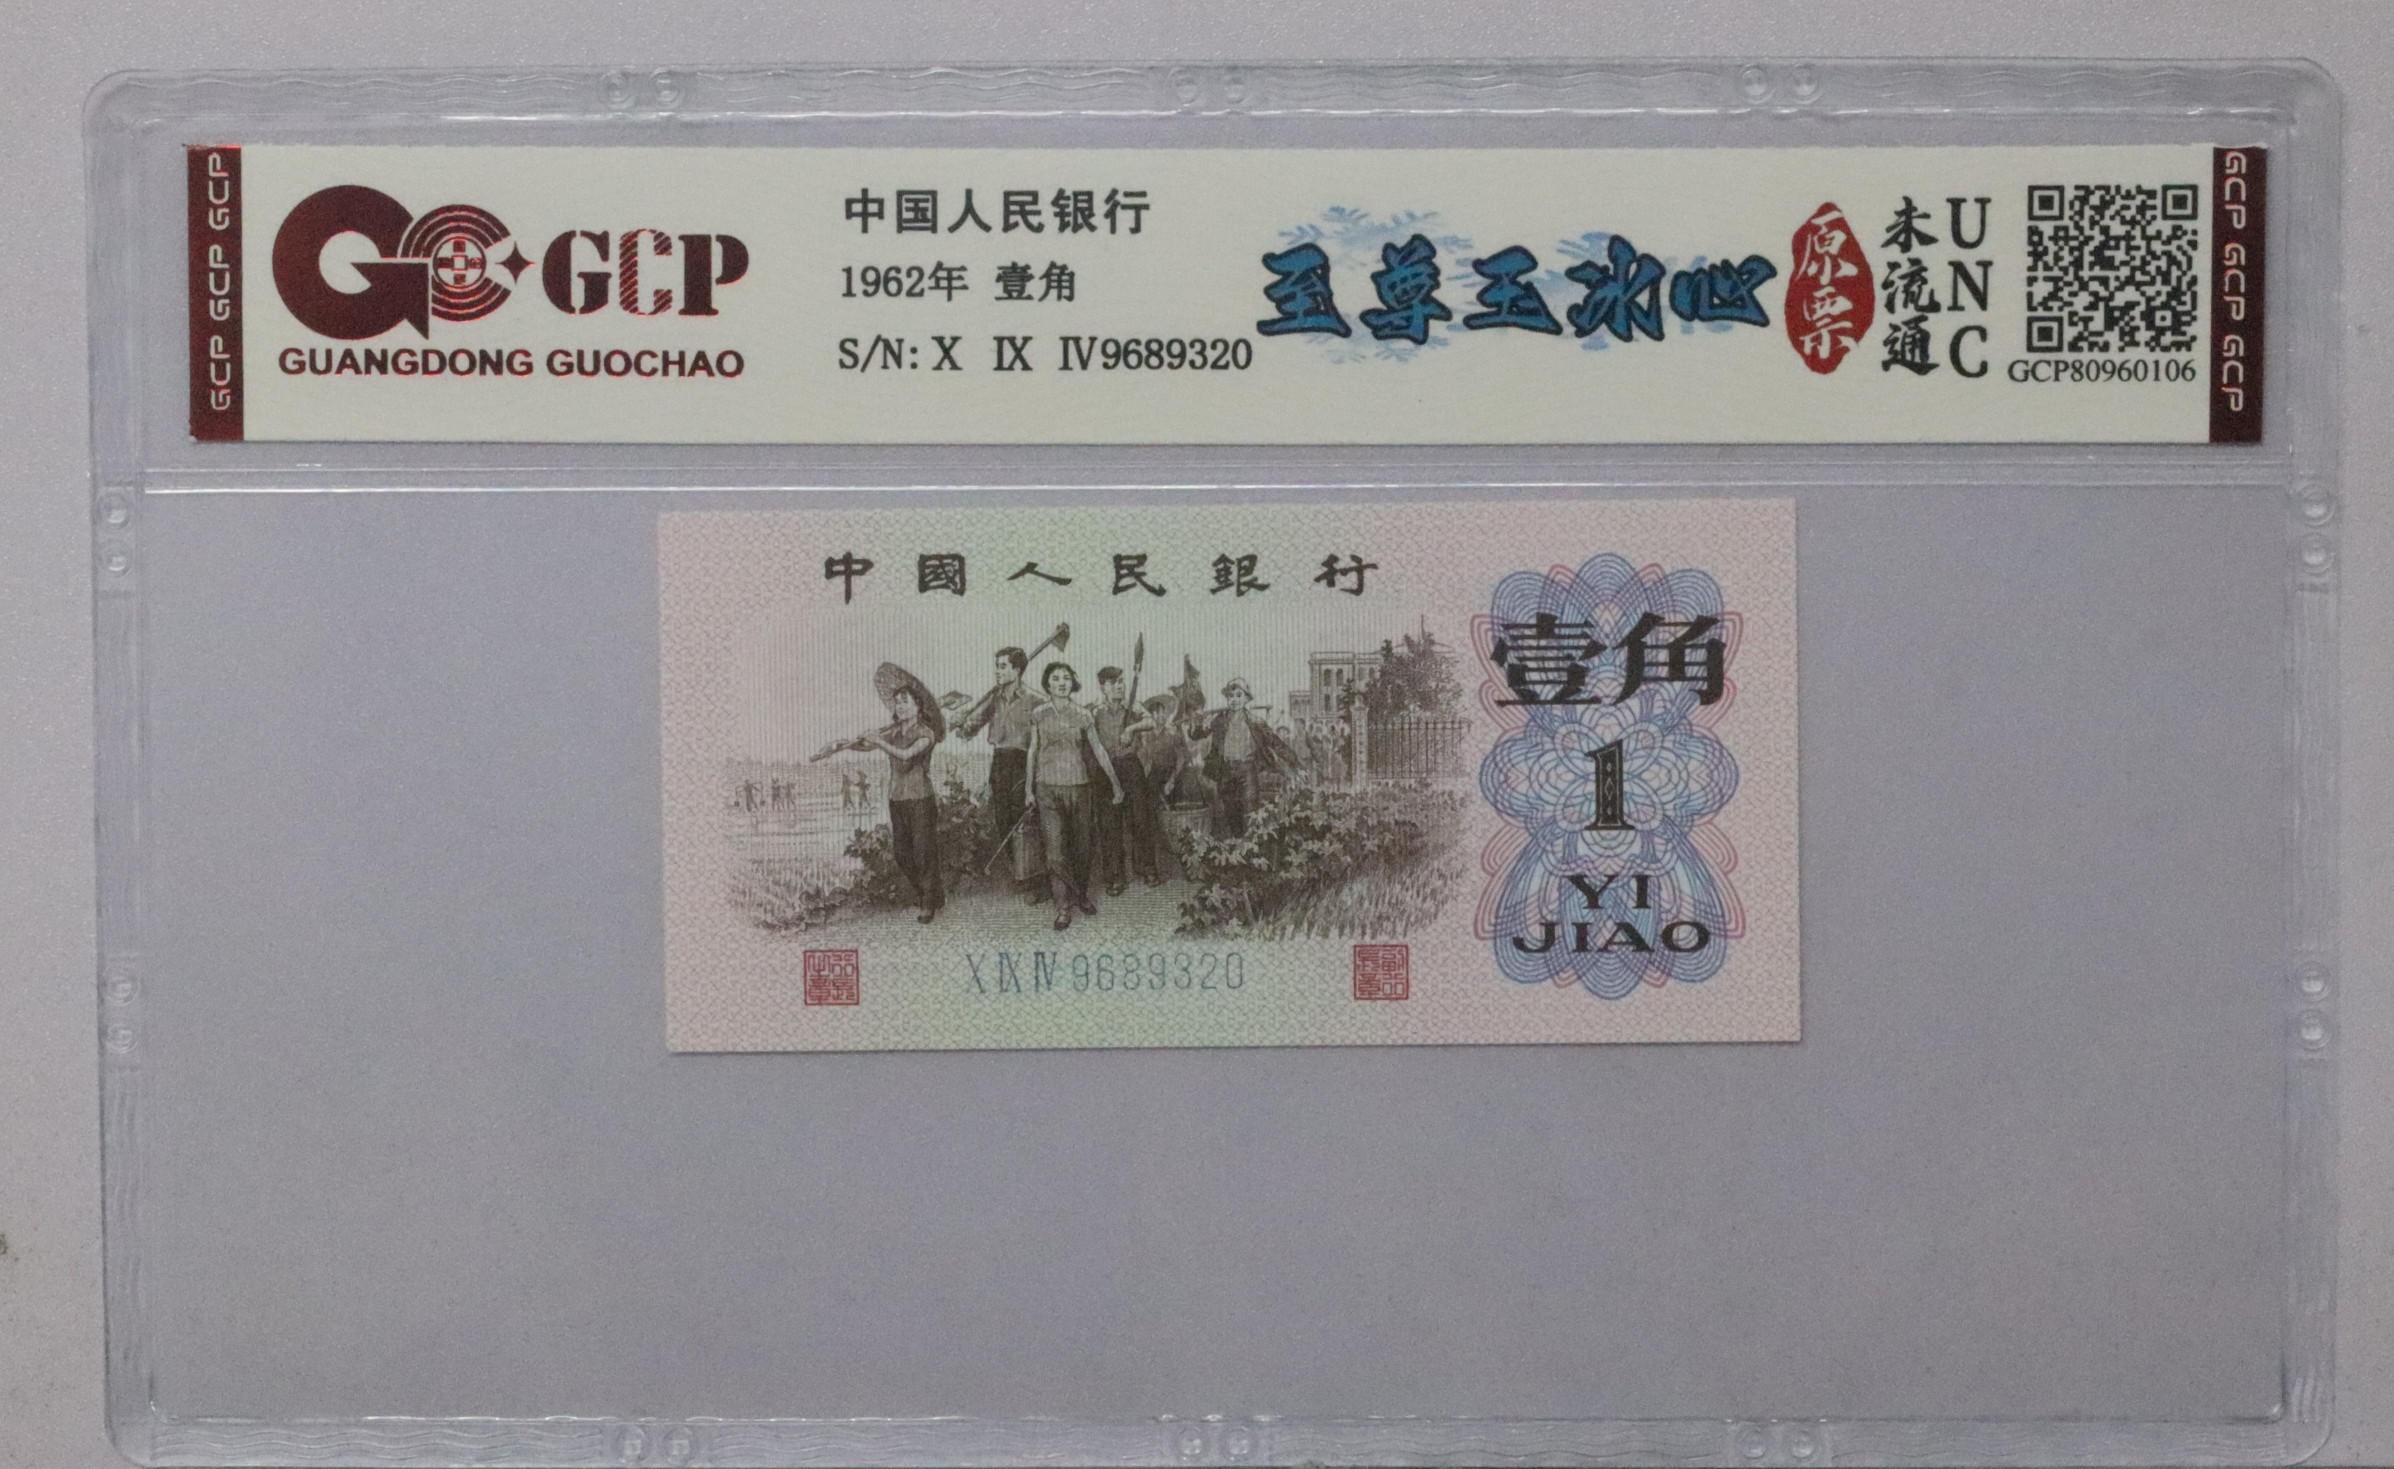 GCP GCP GCP
GCP
GUANGDONG GUOCHAO
中国人民银行
1962年 壹角
S/N: X IX IV9689320
至尊玉冰心
原票
未流通
UNC
GCP80960106
GCP GCP GCP
中國人民銀行
壹角
1
YI
JIAO
X IX IV 9689320